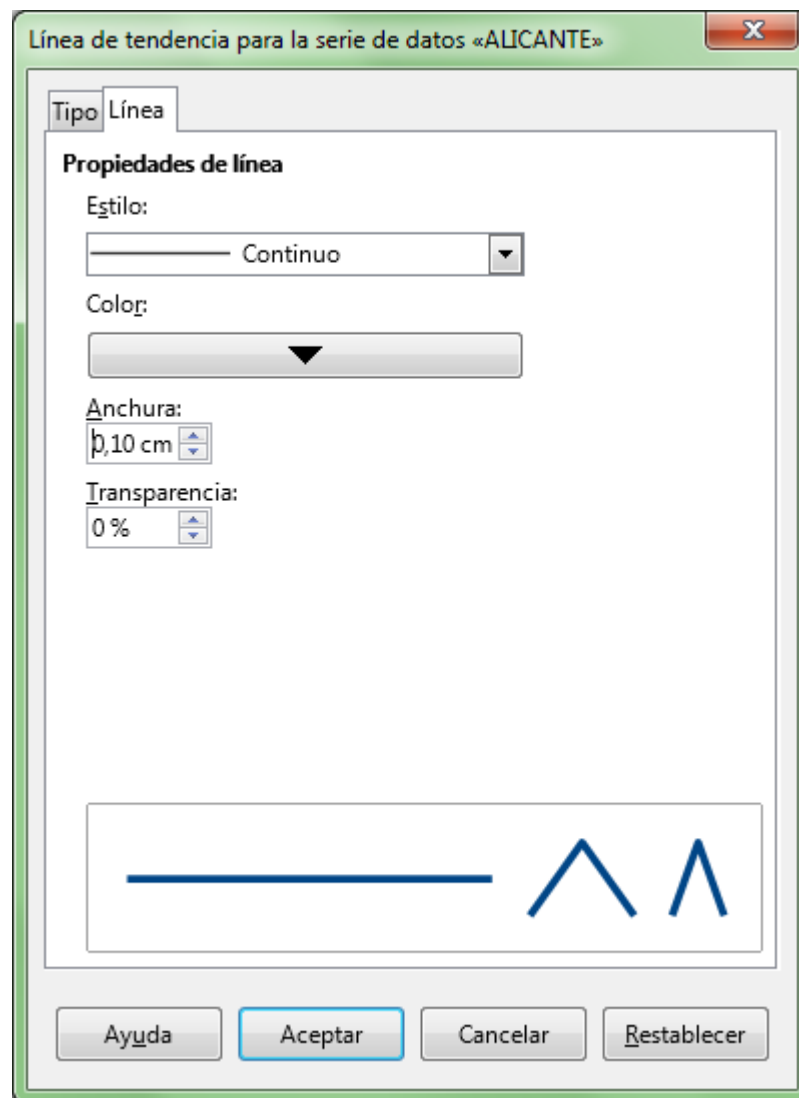 Línea de tendencia para la serie de datos «ALICANTE»
Tipo Línea
Propiedades de línea
Estilo:
Continuo
Color:
Anchura:
0,10 cm
Transparencia:
0 %
Ayuda Aceptar Cancelar Restablecer